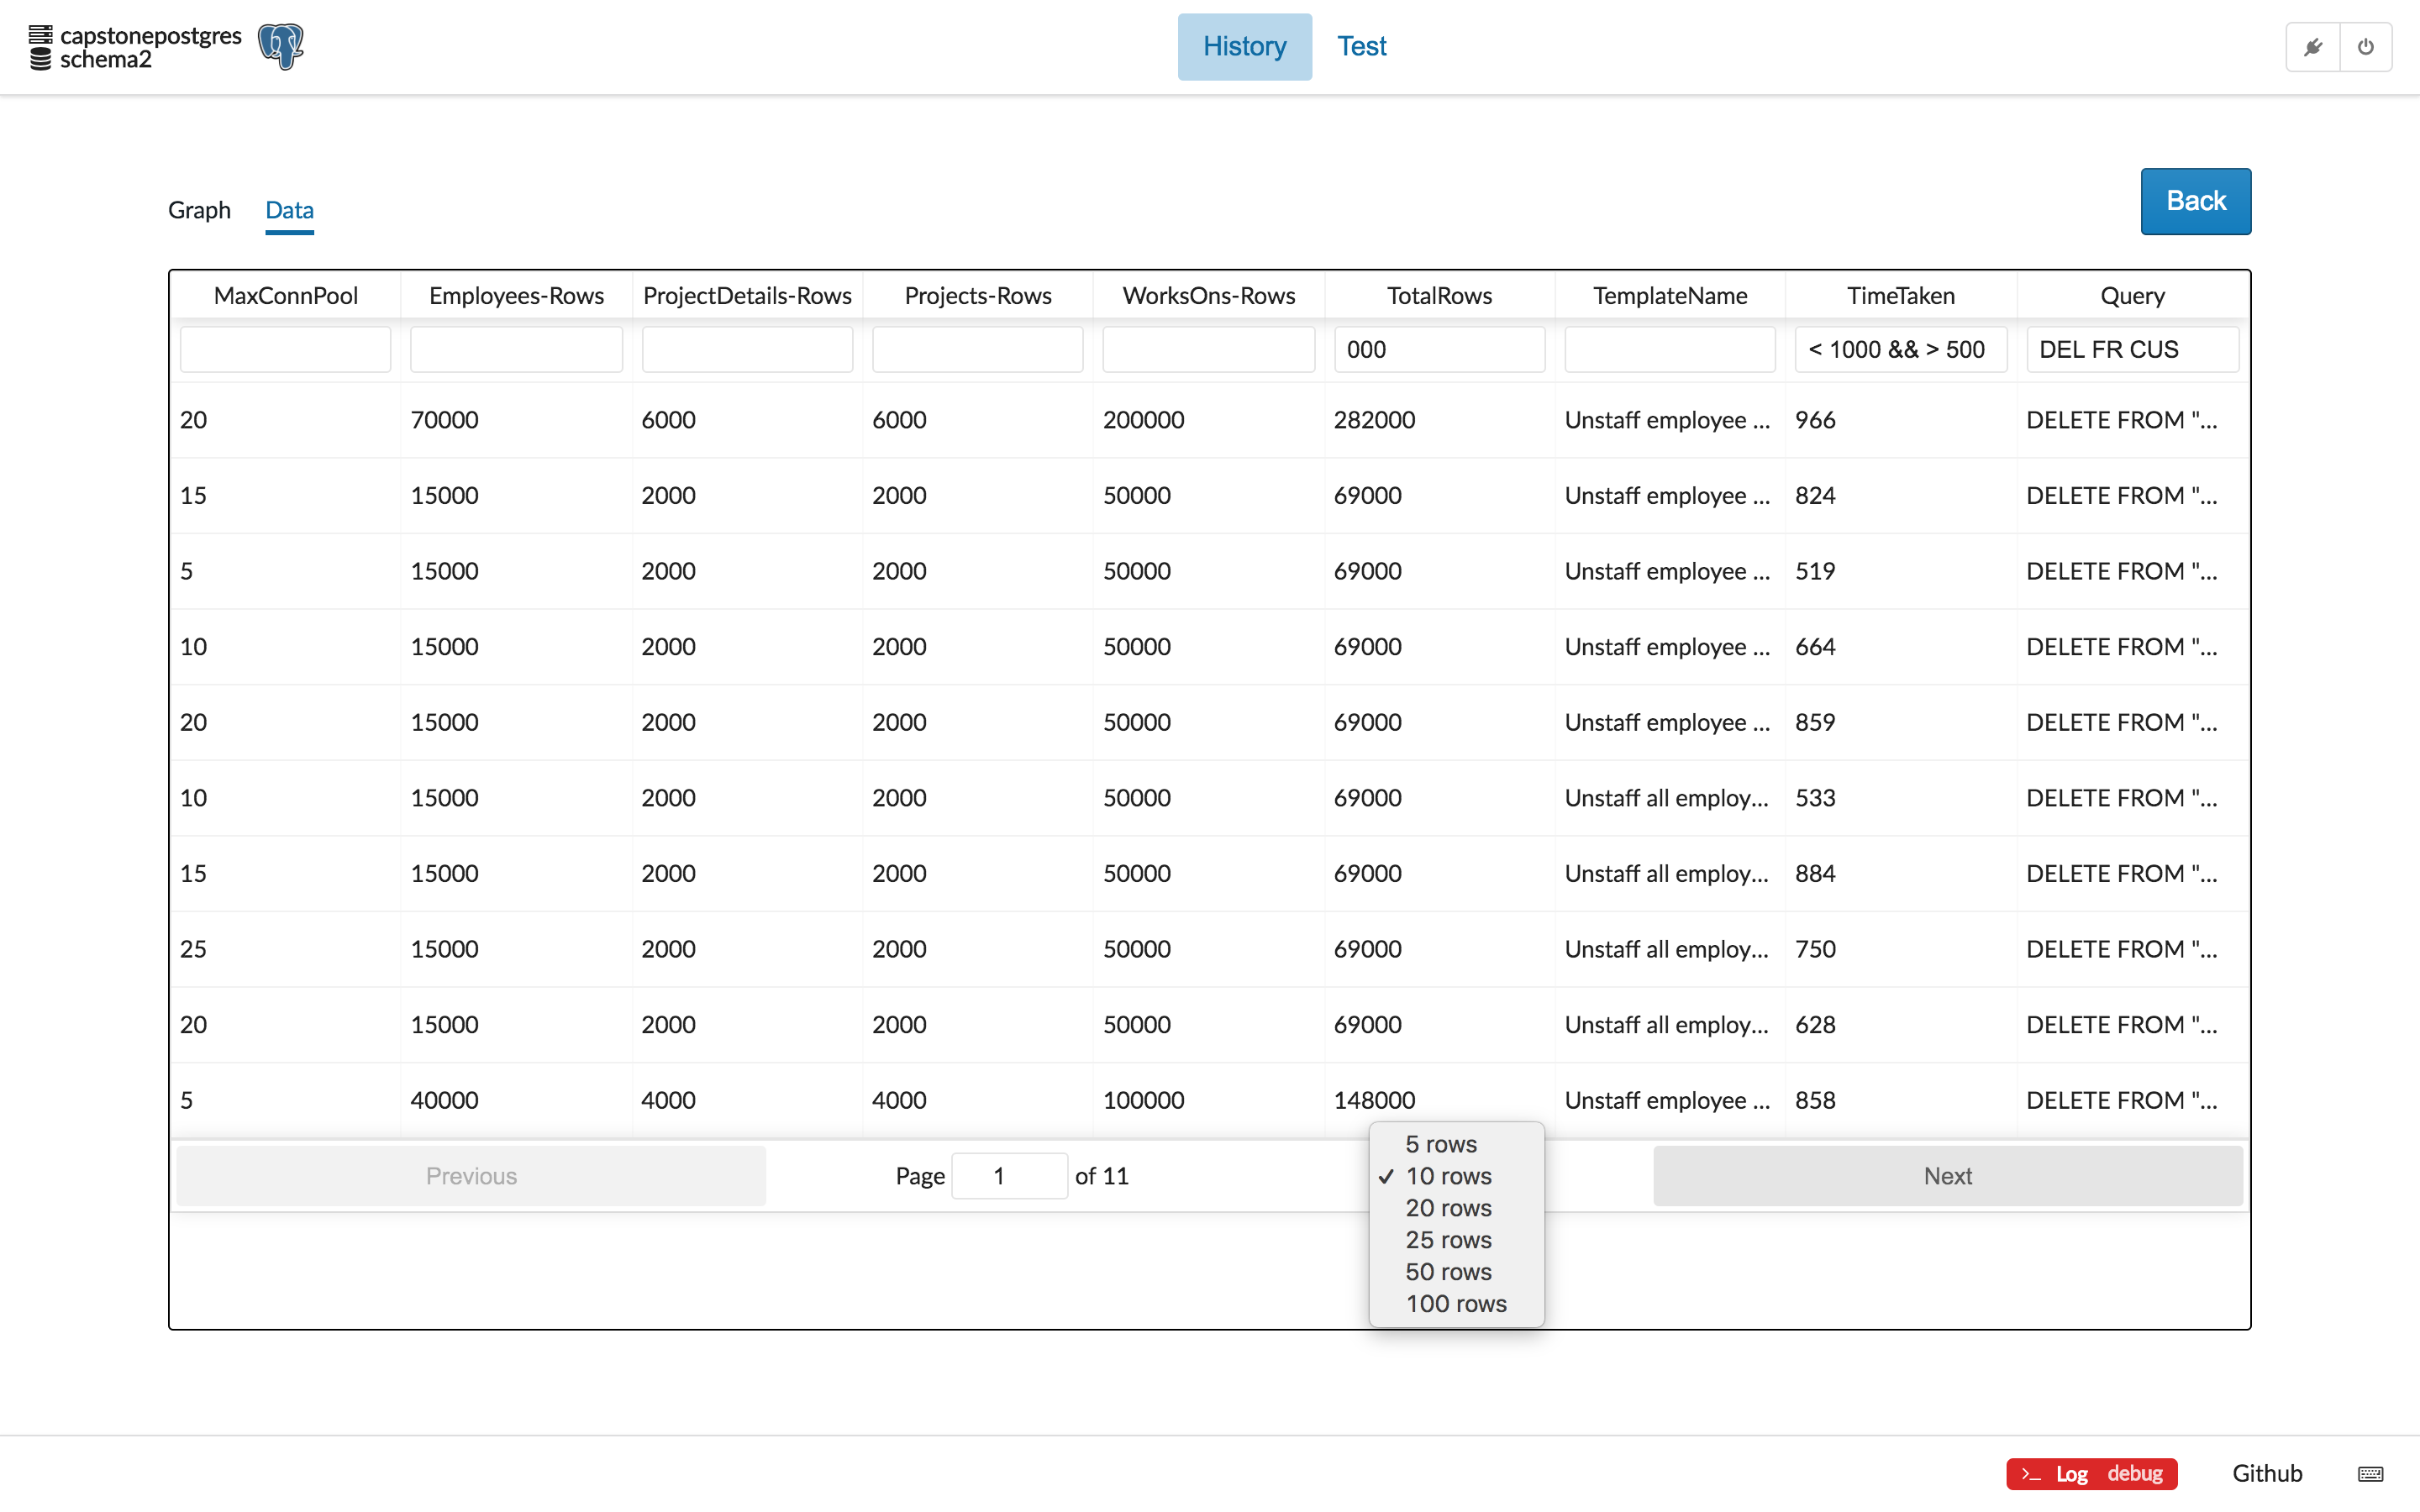 capstonepostgres
schema2
History Test
Graph Data Back
MaxConnPool Employees-Rows ProjectDetails-Rows Projects-Rows WorksOns-Rows TotalRows TemplateName TimeTaken Query
000 < 1000 && > 500 DEL FR CUS
20 70000 6000 6000 200000 282000 Unstaff employee ... 966 DELETE FROM "...
15 15000 2000 2000 50000 69000 Unstaff employee ... 824 DELETE FROM "...
5 15000 2000 2000 50000 69000 Unstaff employee ... 519 DELETE FROM "...
10 15000 2000 2000 50000 69000 Unstaff employee ... 664 DELETE FROM "...
20 15000 2000 2000 50000 69000 Unstaff employee ... 859 DELETE FROM "...
10 15000 2000 2000 50000 69000 Unstaff all employ... 533 DELETE FROM "...
15 15000 2000 2000 50000 69000 Unstaff all employ... 884 DELETE FROM "...
25 15000 2000 2000 50000 69000 Unstaff all employ... 750 DELETE FROM "...
20 15000 2000 2000 50000 69000 Unstaff all employ... 628 DELETE FROM "...
5 40000 4000 4000 100000 148000 Unstaff employee ... 858 DELETE FROM "...
Previous Page 1 of 11 Next
5 rows
✓ 10 rows
20 rows
25 rows
50 rows
100 rows
>_ Log debug Github